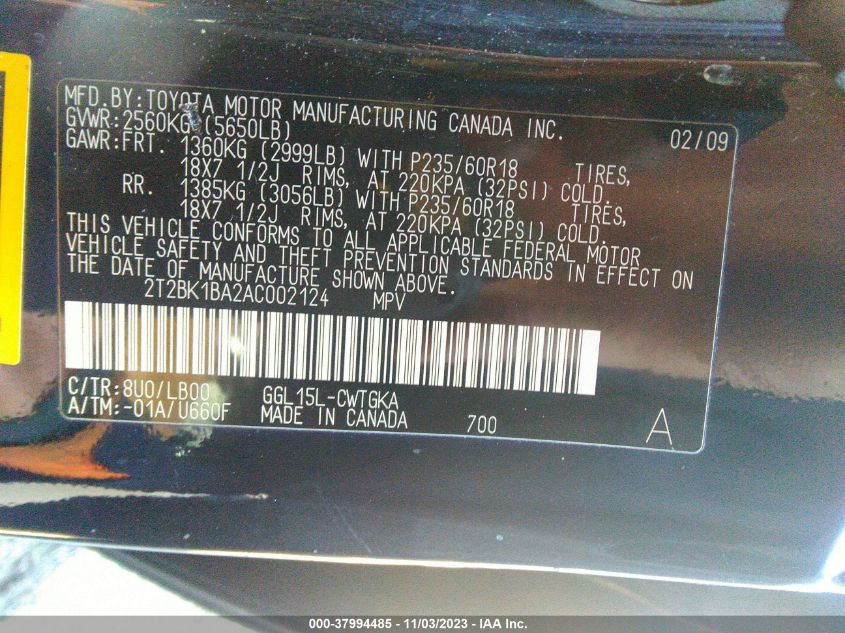 MFD.BY:TOYOTA MOTOR MANUFACTURING CANADA INC.
GVWR:2560KG (5650LB) 02/09
GAWR:FRT. 1360KG (2999LB) WITH P235/60R18 TIRES,
18X7 1/2J RIMS, AT 220KPA (32PSI) COLD.
RR. 1385KG (3056LB) WITH P235/60R18 TIRES,
18X7 1/2J RIMS, AT 220KPA (32PSI) COLD.
THIS VEHICLE CONFORMS TO ALL APPLICABLE FEDERAL MOTOR
VEHICLE SAFETY AND THEFT PREVENTION STANDARDS IN EFFECT ON
THE DATE OF MANUFACTURE SHOWN ABOVE.
2T2BK1BA2AC002124 MPV
C/TR:8U0/LB00 GGL15L-CWTGKA
A/TM:-01A/U660F MADE IN CANADA 700 A
000-37994485 - 11/03/2023 - IAA Inc.